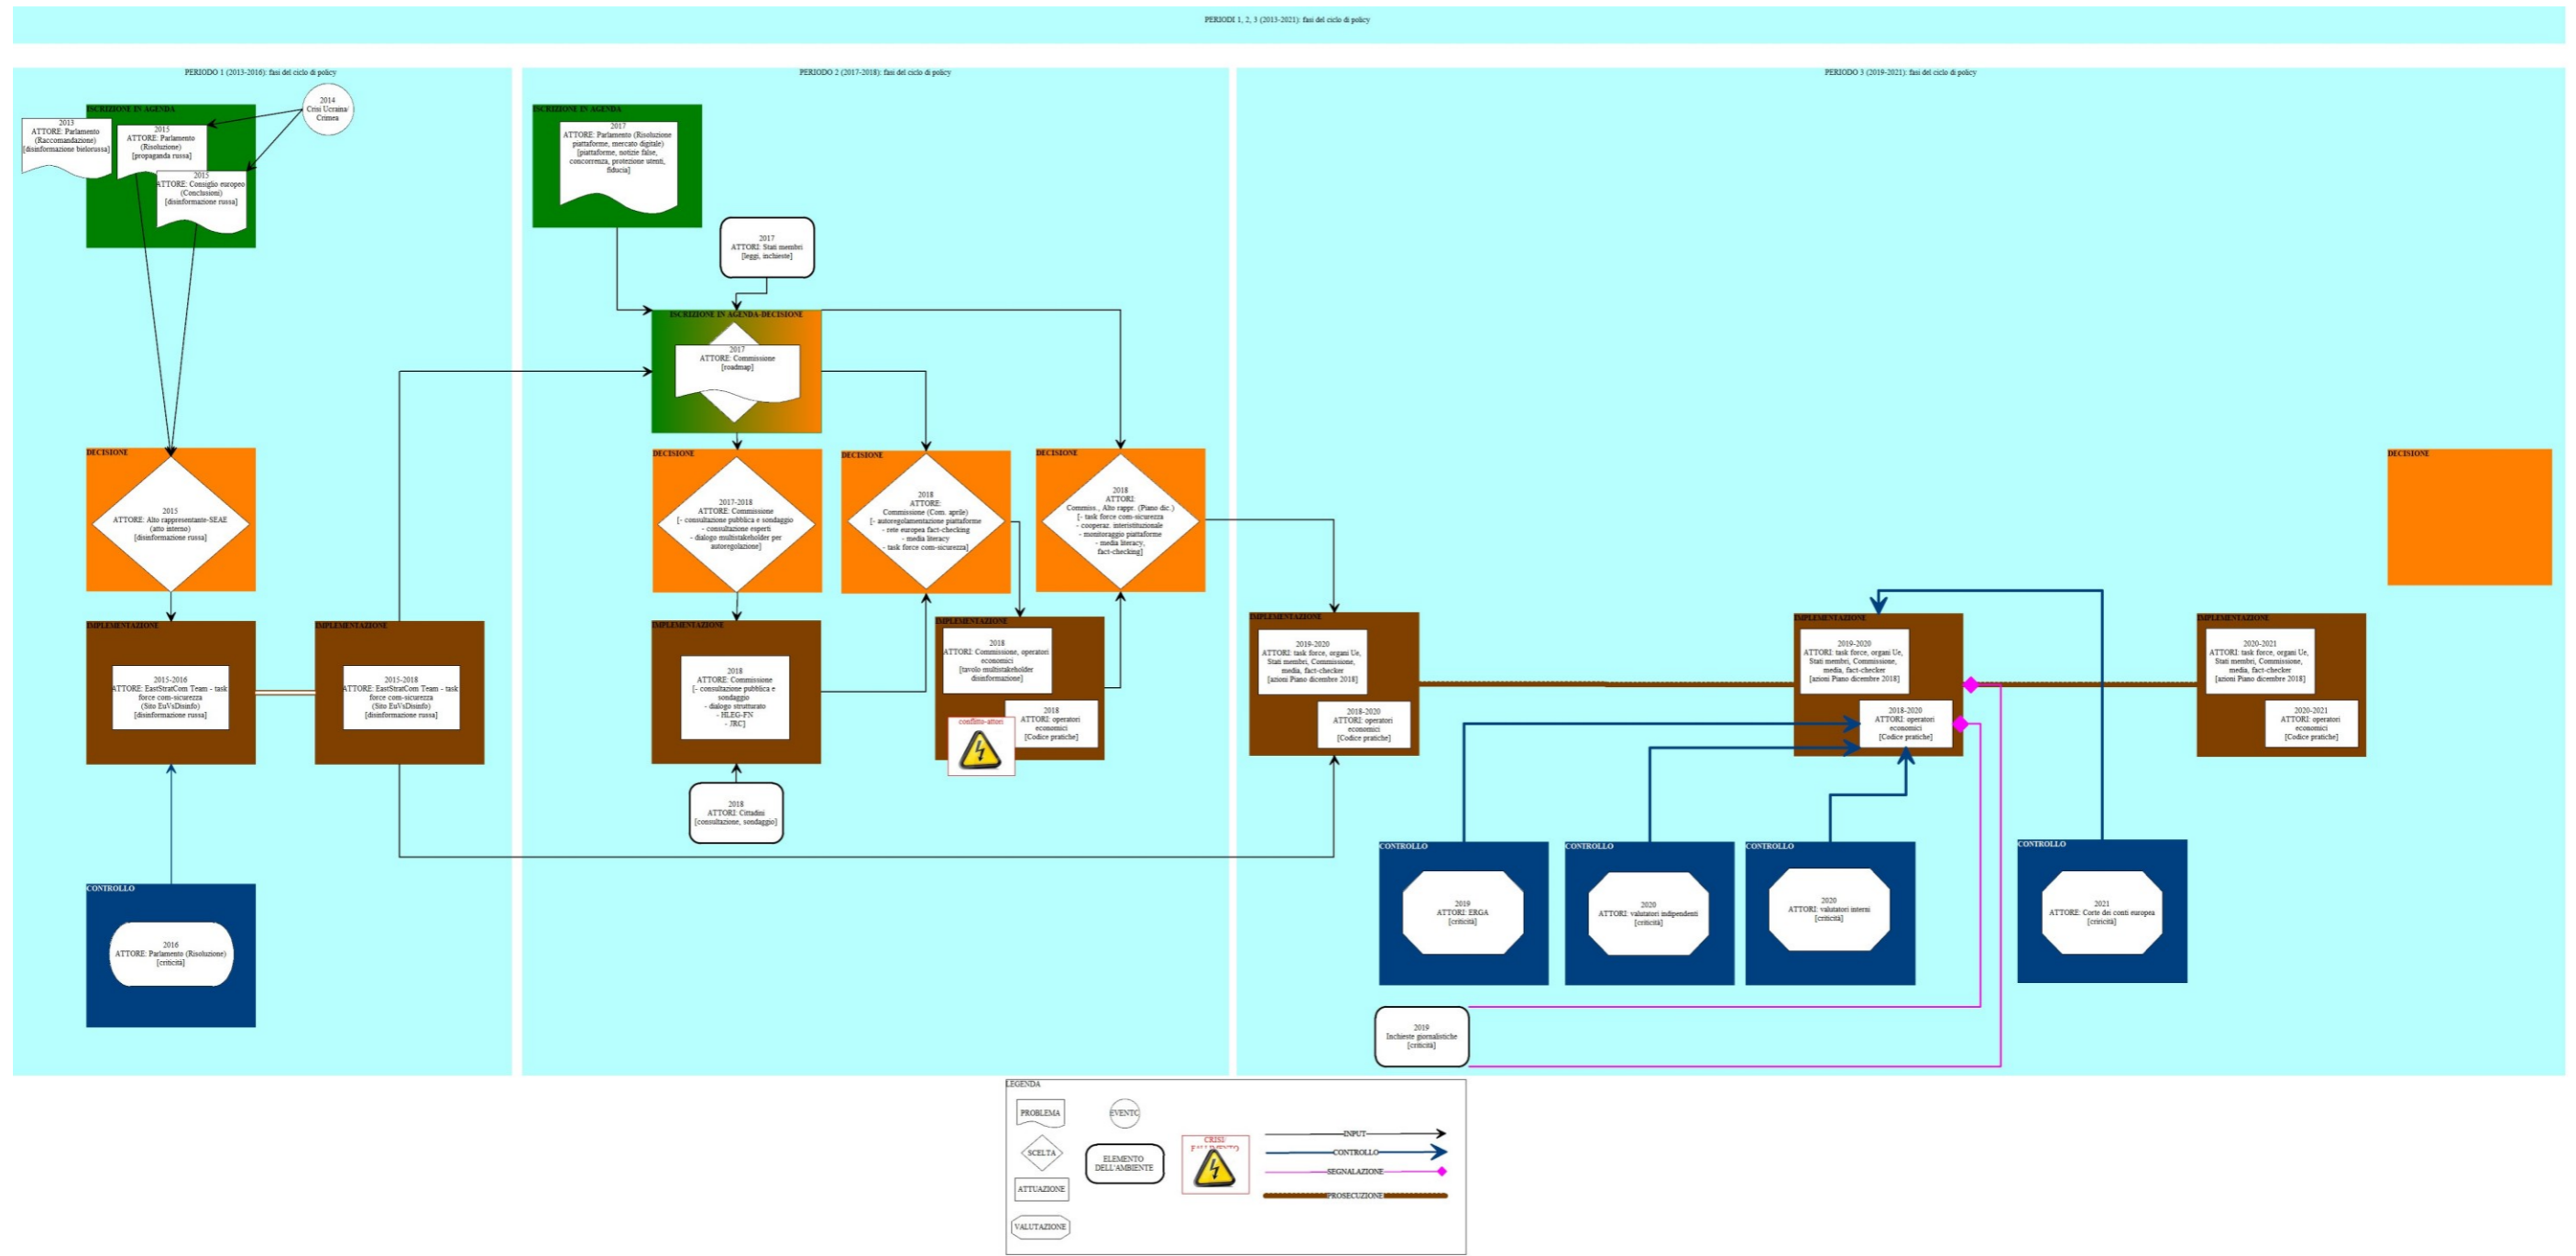 PERIODI 1, 2, 3 (2013-2021): fasi del ciclo di policy
PERIODO 1 (2013-2016): fasi del ciclo di policy
ISCRIZIONE IN AGENDA
2013
ATTORE: Parlamento
(Raccomandazione)
[disinformazione bielorussa]
2015
ATTORE: Parlamento
(Risoluzione)
[propaganda russa]
2015
ATTORE: Consiglio europeo
(Conclusioni)
[disinformazione russa]
2014
Crisi Ucraina/
Crimea
DECISIONE
2015
ATTORE: Alto rappresentante-SEAE
(atto interno)
[disinformazione russa]
IMPLEMENTAZIONE
2015-2016
ATTORE: EastStratCom Team - task
force com-sicurezza
(Sito EuVsDisinfo)
[disinformazione russa]
IMPLEMENTAZIONE
2015-2018
ATTORE: EastStratCom Team - task
force com-sicurezza
(Sito EuVsDisinfo)
[disinformazione russa]
CONTROLLO
2016
ATTORE: Parlamento (Risoluzione)
[criticità]
PERIODO 2 (2017-2018): fasi del ciclo di policy
ISCRIZIONE IN AGENDA
2017
ATTORE: Parlamento (Risoluzione
piattaforme, mercato digitale)
[piattaforme, notizie false,
concorrenza, protezione utenti,
fiducia]
2017
ATTORI: Stati membri
[leggi, inchieste]
ISCRIZIONE IN AGENDA-DECISIONE
2017
ATTORE: Commissione
[roadmap]
DECISIONE
2017-2018
ATTORE: Commissione
[- consultazione pubblica e sondaggio
- consultazione esperti
- dialogo multistakeholder per
autoregolazione]
DECISIONE
2018
ATTORE:
Commissione (Com. aprile)
[- autoregolamentazione piattaforme
- rete europea fact-checking
- media literacy
- task force com-sicurezza]
DECISIONE
2018
ATTORI:
Commiss., Alto rappr. (Piano dic.)
[- task force com-sicurezza
- cooperaz. interistituzionale
- monitoraggio piattaforme
- media literacy,
fact-checking]
IMPLEMENTAZIONE
2018
ATTORE: Commissione
[- consultazione pubblica e
sondaggio
- dialogo strutturato
- HLEG-FN
- JRC]
IMPLEMENTAZIONE
2018
ATTORI: Commissione, operatori
economici
[tavolo multistakeholder
disinformazione]
2018
ATTORI: operatori
economici
[Codice pratiche]
conflitto-attori
2018
ATTORI: Cittadini
[consultazione, sondaggio]
PERIODO 3 (2019-2021): fasi del ciclo di policy
DECISIONE
IMPLEMENTAZIONE
2019-2020
ATTORI: task force, organi Ue,
Stati membri, Commissione,
media, fact-checker
[azioni Piano dicembre 2018]
2018-2020
ATTORI: operatori
economici
[Codice pratiche]
IMPLEMENTAZIONE
2019-2020
ATTORI: task force, organi Ue,
Stati membri, Commissione,
media, fact-checker
[azioni Piano dicembre 2018]
2018-2020
ATTORI: operatori
economici
[Codice pratiche]
IMPLEMENTAZIONE
2020-2021
ATTORI: task force, organi Ue,
Stati membri, Commissione,
media, fact-checker
[azioni Piano dicembre 2018]
2020-2021
ATTORI: operatori
economici
[Codice pratiche]
CONTROLLO
2019
ATTORI: ERGA
[criticità]
CONTROLLO
2020
ATTORI: valutatori indipendenti
[criticità]
CONTROLLO
2020
ATTORI: valutatori interni
[criticità]
CONTROLLO
2021
ATTORE: Corte dei conti europea
[criricità]
2019
Inchieste giornalistiche
[criticità]
LEGENDA
PROBLEMA
EVENTO
SCELTA
ELEMENTO
DELL'AMBIENTE
ATTUAZIONE
VALUTAZIONE
CRISI/
FALLIMENTO
INPUT
CONTROLLO
SEGNALAZIONE
PROSECUZIONE